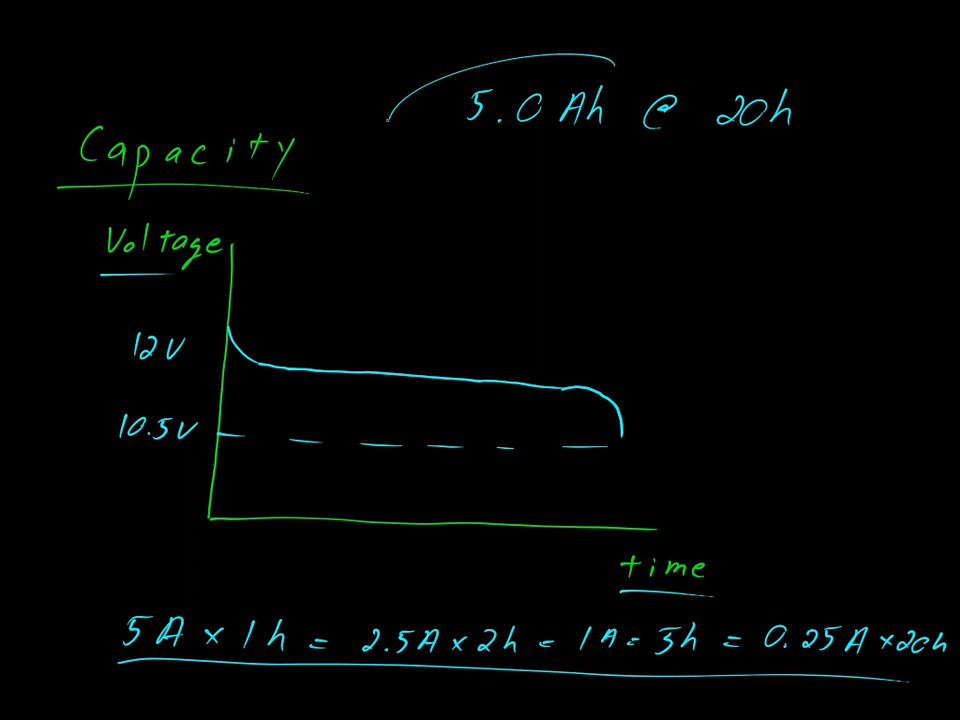 5.0 Ah @ 20h
Capacity
Voltage
12V
10.5V
time
5A × 1h = 2.5A × 2h = 1A = 5h = 0.25A × 20h